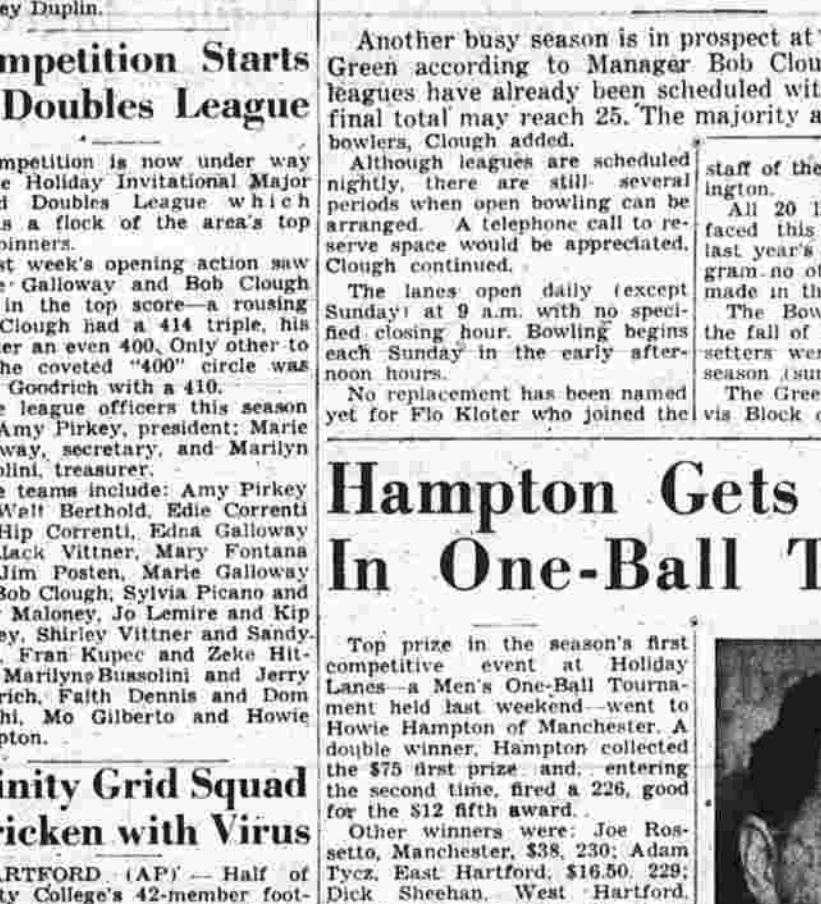 ey Duplin.
mpetition Starts
Doubles League
mpetition is now under way
e Holiday Invitational Major
d Doubles League which
s a flock of the area's top
pinners.
st week's opening action saw
e Galloway and Bob Clough
in the top score—a rousing
Clough had a 414 triple, his
er an even 400. Only other to
he coveted "400" circle was
Goodrich with a 410.
e league officers this season
Amy Pirkey, president; Marie
way, secretary, and Marilyn
olini, treasurer.
e teams include: Amy Pirkey
Walt Berthold, Edie Correnti
Hip Correnti, Edna Galloway
Jack Vittner, Mary Fontana
Jim Posten, Marie Galloway
Bob Clough; Sylvia Picano and
Maloney, Jo Lemire and Kip
ey, Shirley Vittner and Sandy
Fran Kupec and Zeke Hit-
Marilyn Bussolini and Jerry
rich, Faith Dennis and Dom
hi, Mo Gilberto and Howie
pton.
inity Grid Squad
ricken with Virus
ARTFORD (AP) — Half of
ty College's 42-member foot-
Another busy season is in prospect at
Green according to Manager Bob Clou
leagues have already been scheduled wit
final total may reach 25. The majority a
bowlers, Clough added.
Although leagues are scheduled
nightly, there are still several
periods when open bowling can be
arranged. A telephone call to re-
serve space would be appreciated,
Clough continued.
The lanes open daily (except
Sunday) at 9 a.m. with no speci-
fied closing hour. Bowling begins
each Sunday in the early after-
noon hours.
No replacement has been named
yet for Flo Kloter who joined the
staff of the
ington.
All 20 l
faced this
last year's
gram no ot
made in th
The Bow
the fall of
setters wer
season (sur
The Gree
vis Block o
Hampton Gets
In One-Ball T
Top prize in the season's first
competitive event at Holiday
Lanes—a Men's One-Ball Tourna-
ment held last weekend—went to
Howie Hampton of Manchester. A
double winner, Hampton collected
the $75 first prize and, entering
the second time, fired a 226, good
for the $12 fifth award.
Other winners were: Joe Ros-
setto, Manchester, $38, 230; Adam
Tycz, East Hartford, $16.50, 229;
Dick Sheehan, West Hartford,